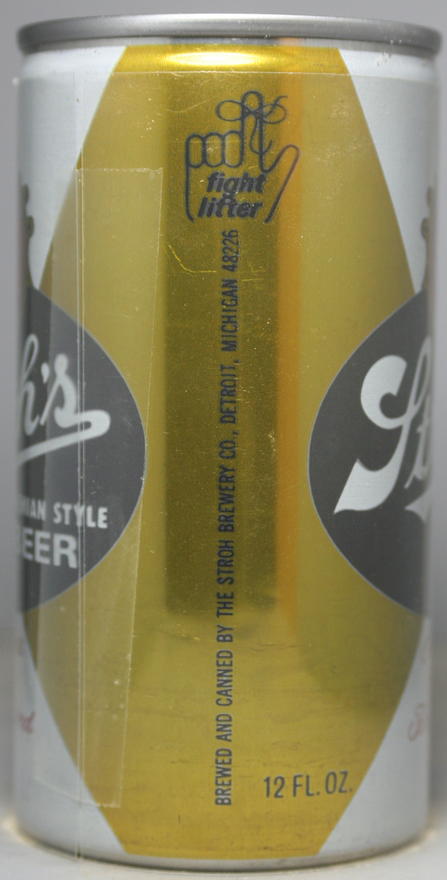 fight
litter
BREWED AND CANNED BY THE STROH BREWERY CO., DETROIT, MICHIGAN 48226
12 FL. OZ.
h's
IAN STYLE
EER
St